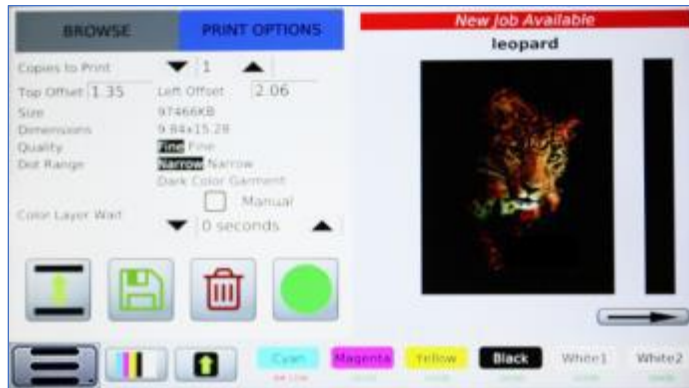 BROWSE
PRINT OPTIONS
New Job Available
leopard
Copies to Print 1
Top Offset 1.35 Left Offset 2.06
Size 97466KB
Dimensions 9.84x15.28
Quality Fine Fine
Dot Range Narrow Narrow
Dark Color Garment
Manual
Color Layer Wait 0 seconds
Cyan Magenta Yellow Black White1 White2